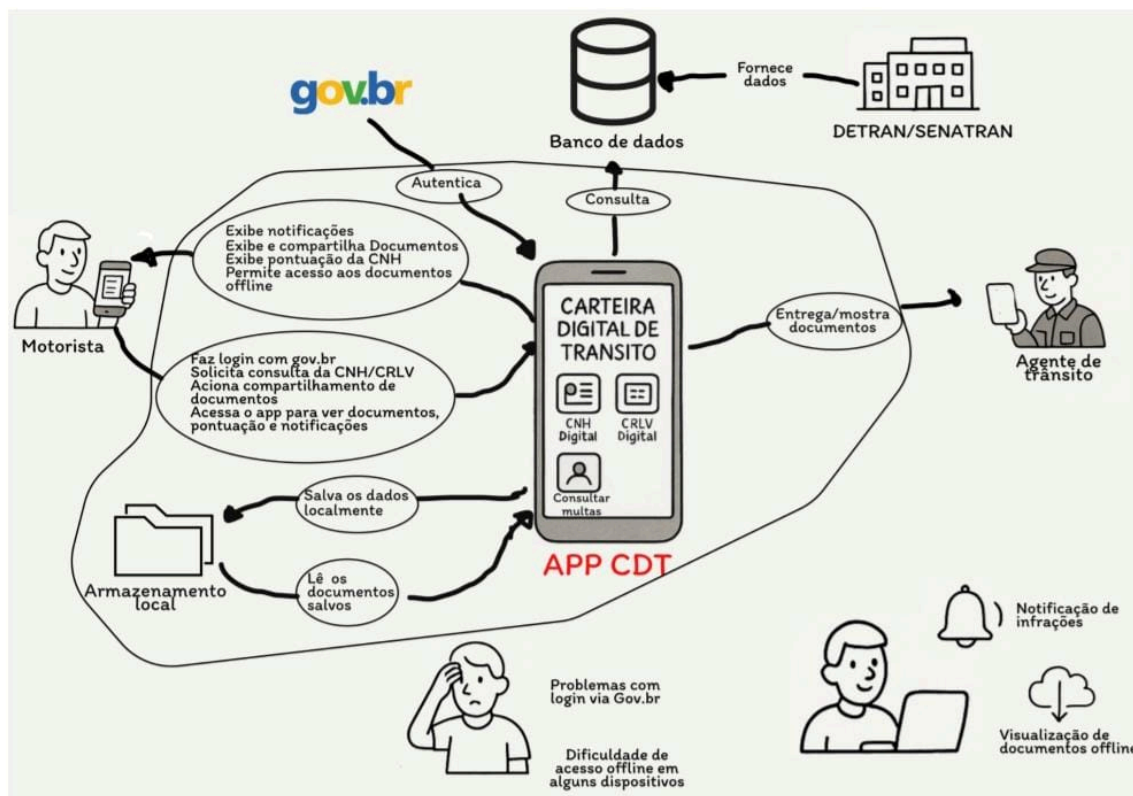 gov.br
Banco de dados
Fornece
dados
DETRAN/SENATRAN
Autentica
Consulta
Exibe notificações
Exibe e compartilha Documentos
Exibe pontuação da CNH
Permite acesso aos documentos
offline
Motorista
Faz login com gov.br
Solicita consulta da CNH/CRLV
Aciona compartilhamento de
documentos
Acessa o app para ver documentos,
pontuação e notificações
CARTEIRA
DIGITAL DE
TRANSITO
CNH
Digital
CRLV
Digital
Consultar
multas
APP CDT
Entrega/mostra
documentos
Agente de
trânsito
Salva os dados
localmente
Armazenamento
local
Lê os
documentos
salvos
Problemas com
login via Gov.br
Dificuldade de
acesso offline em
alguns dispositivos
Notificação de
infrações
Visualização de
documentos offline